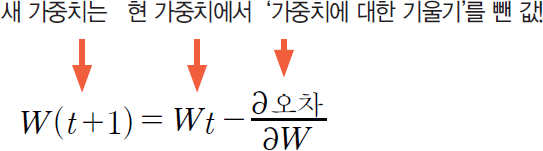 새 가중치는 현 가중치에서 ‘가중치에 대한 기울기’를 뺀 값!
W(t+1) = Wt − ∂오차/∂W